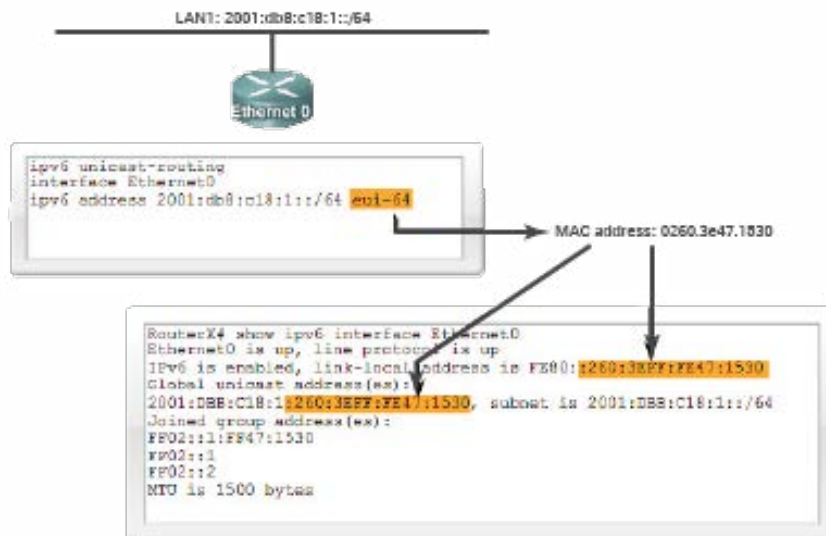 LAN1: 2001:db8:c18:1::/64
Ethernet 0
ipv6 unicast-routing
interface Ethernet0
ipv6 address 2001:db8:c18:1::/64 eui-64
MAC address: 0260.3e47.1530
RouterX# show ipv6 interface Ethernet0
Ethernet0 is up, line protocol is up
IPv6 is enabled, link-local address is FE80::260:3EFF:FE47:1530
Global unicast address(es):
2001:DB8:C18:1:260:3EFF:FE47:1530, subnet is 2001:DB8:C18:1::/64
Joined group address(es):
FF02::1:FF47:1530
FF02::1
FF02::2
MTU is 1500 bytes